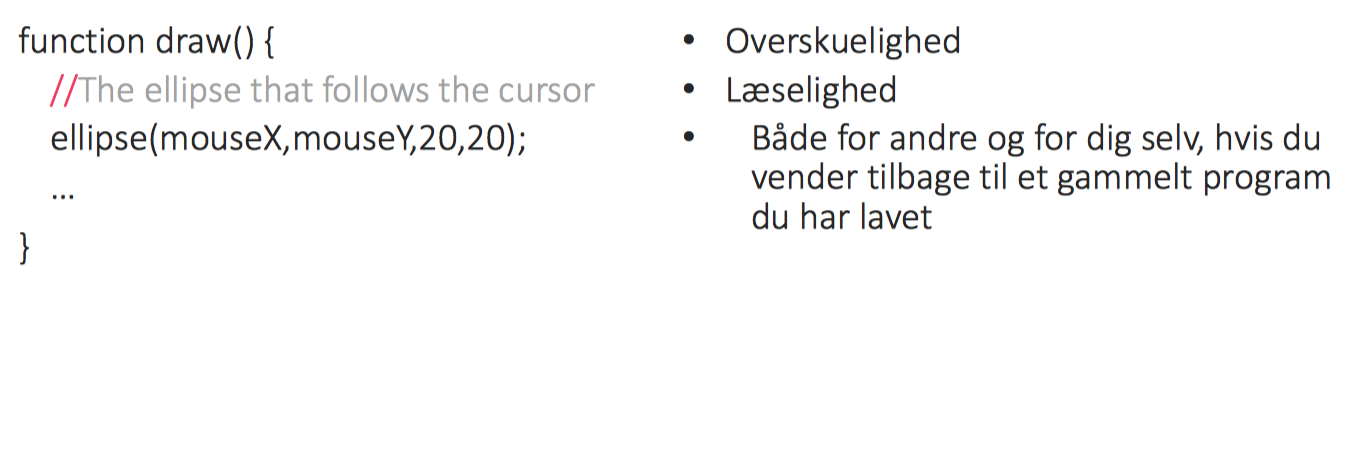 function draw() {
//The ellipse that follows the cursor
ellipse(mouseX,mouseY,20,20);
...
}
• Overskuelighed
• Læselighed
• Både for andre og for dig selv, hvis du
vender tilbage til et gammelt program
du har lavet